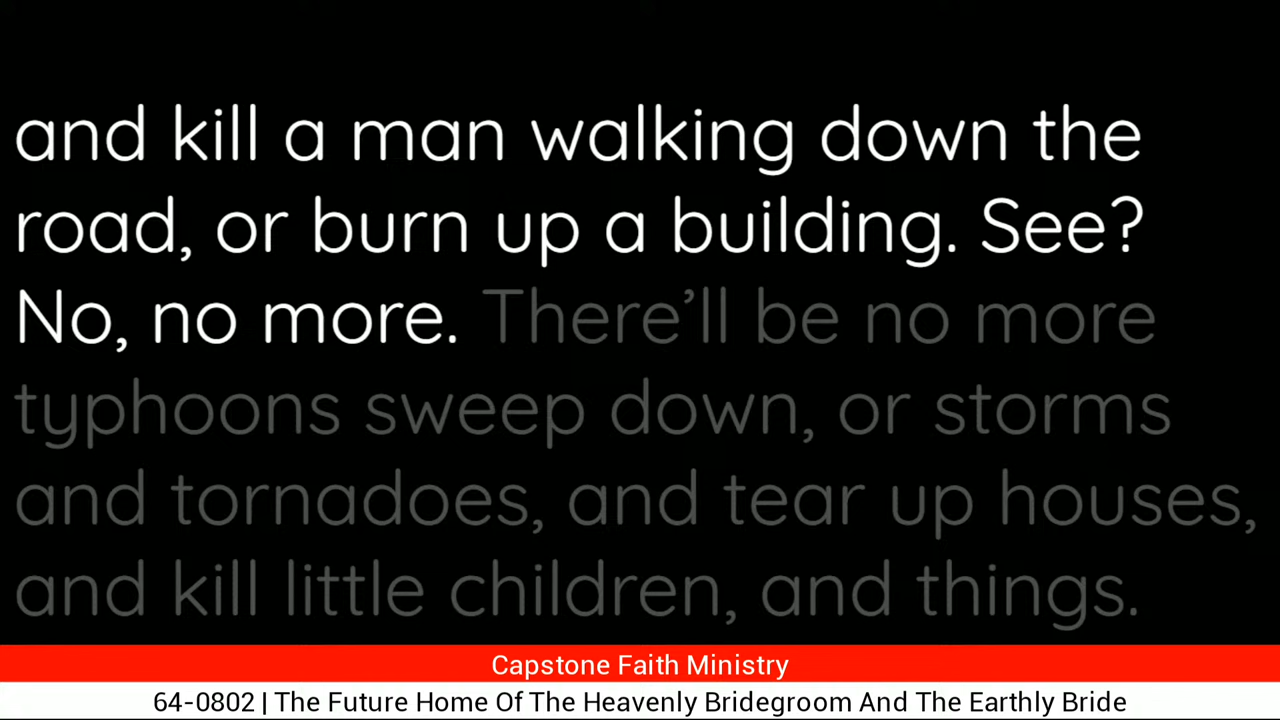 and kill a man walking down the
road, or burn up a building. See?
No, no more. There’ll be no more
typhoons sweep down, or storms
and tornadoes, and tear up houses,
and kill little children, and things.
Capstone Faith Ministry
64-0802 | The Future Home Of The Heavenly Bridegroom And The Earthly Bride